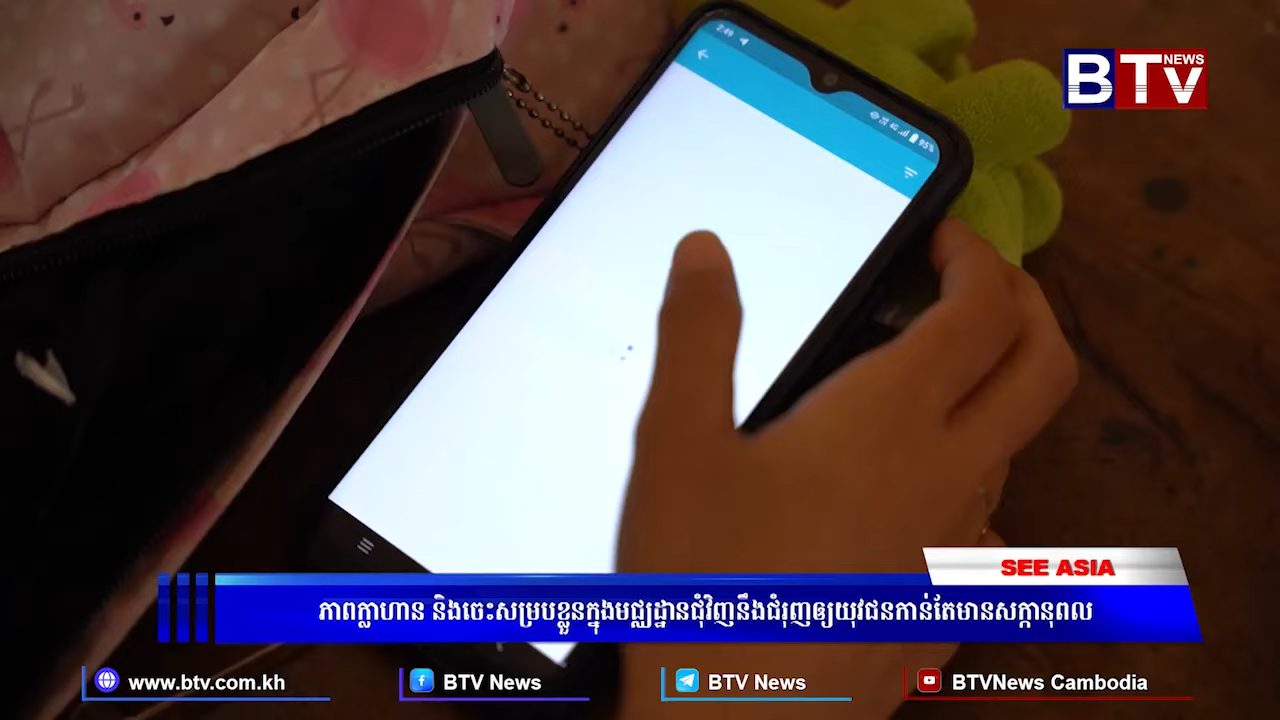 2:49
95%
BTV NEWS
SEE ASIA
ភាពក្លាហាន និងចេះសម្របខ្លួនក្នុងមជ្ឈដ្ឋានជុំវិញនឹងជំរុញឲ្យយុវជនកាន់តែមានសក្តានុពល
www.btv.com.kh
BTV News
BTV News
BTVNews Cambodia